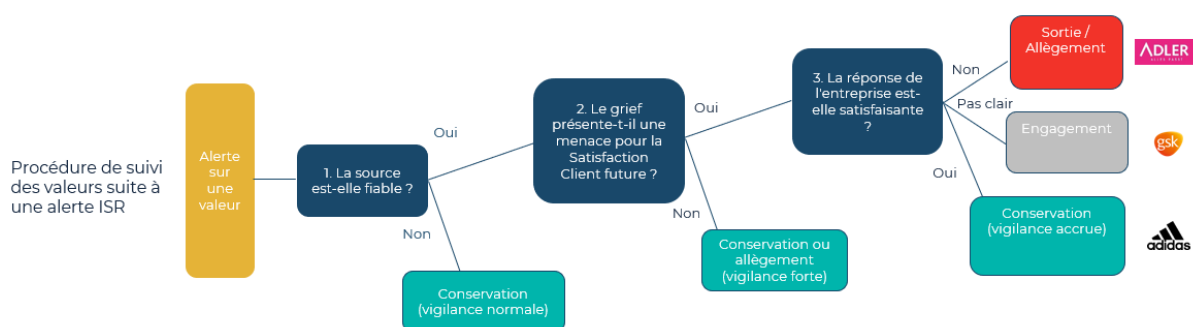 Procédure de suivi
des valeurs suite à
une alerte ISR
Alerte
sur
une
valeur
1. La source
est-elle fiable ?
Oui
Non
Conservation
(vigilance normale)
2. Le grief
présente-t-il une
menace pour la
Satisfaction
Client future ?
Oui
Non
Conservation ou
allègement
(vigilance forte)
3. La réponse de
l'entreprise est-
elle satisfaisante
?
Non
Pas clair
Oui
Sortie /
Allègement
ADLER
Engagement
gsk
Conservation
(vigilance accrue)
adidas